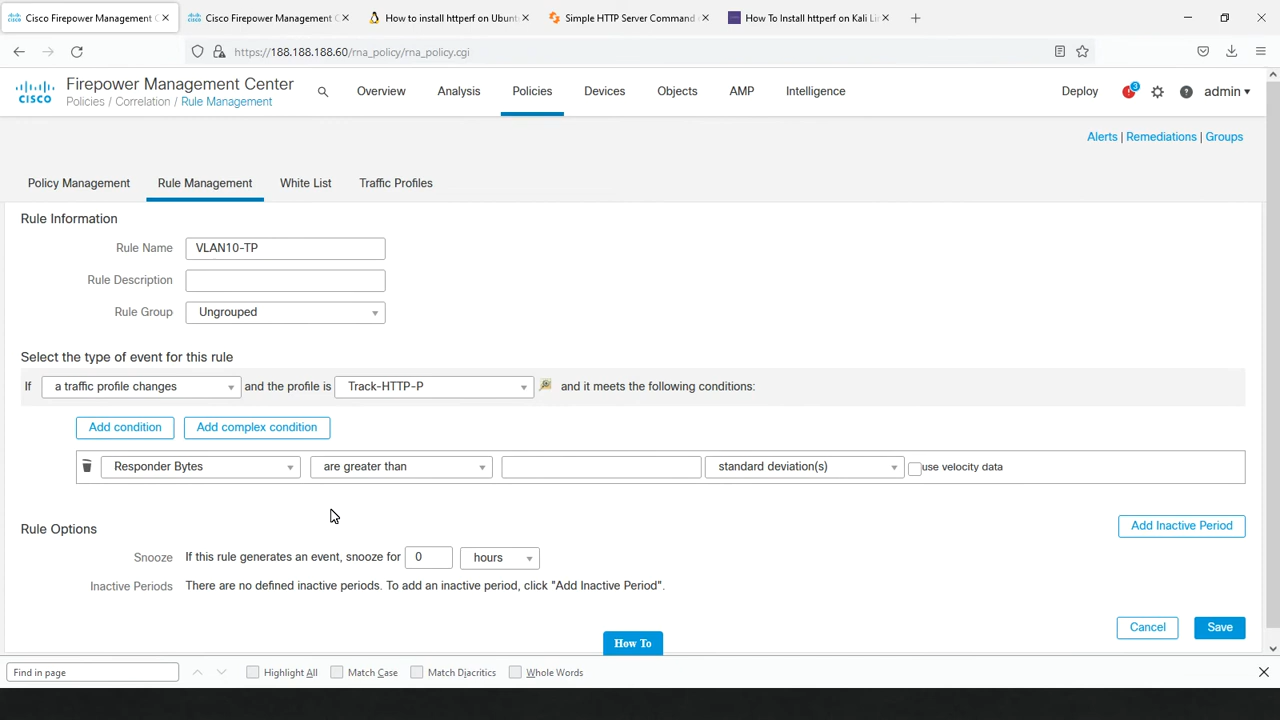 Cisco Firepower Management C
Cisco Firepower Management C
How to install httperf on Ubunt
Simple HTTP Server Command
How To Install httperf on Kali Lin
https://188.188.188.60/rna_policy/rna_policy.cgi
CISCO
Firepower Management Center
Policies / Correlation / Rule Management
Overview
Analysis
Policies
Devices
Objects
AMP
Intelligence
Deploy
3
admin
Alerts | Remediations | Groups
Policy Management
Rule Management
White List
Traffic Profiles
Rule Information
Rule Name VLAN10-TP
Rule Description
Rule Group Ungrouped
Select the type of event for this rule
If a traffic profile changes and the profile is Track-HTTP-P and it meets the following conditions:
Add condition Add complex condition
Responder Bytes are greater than standard deviation(s) use velocity data
Rule Options
Add Inactive Period
Snooze If this rule generates an event, snooze for 0 hours
Inactive Periods There are no defined inactive periods. To add an inactive period, click "Add Inactive Period".
Cancel Save
How To
Find in page Highlight All Match Case Match Diacritics Whole Words